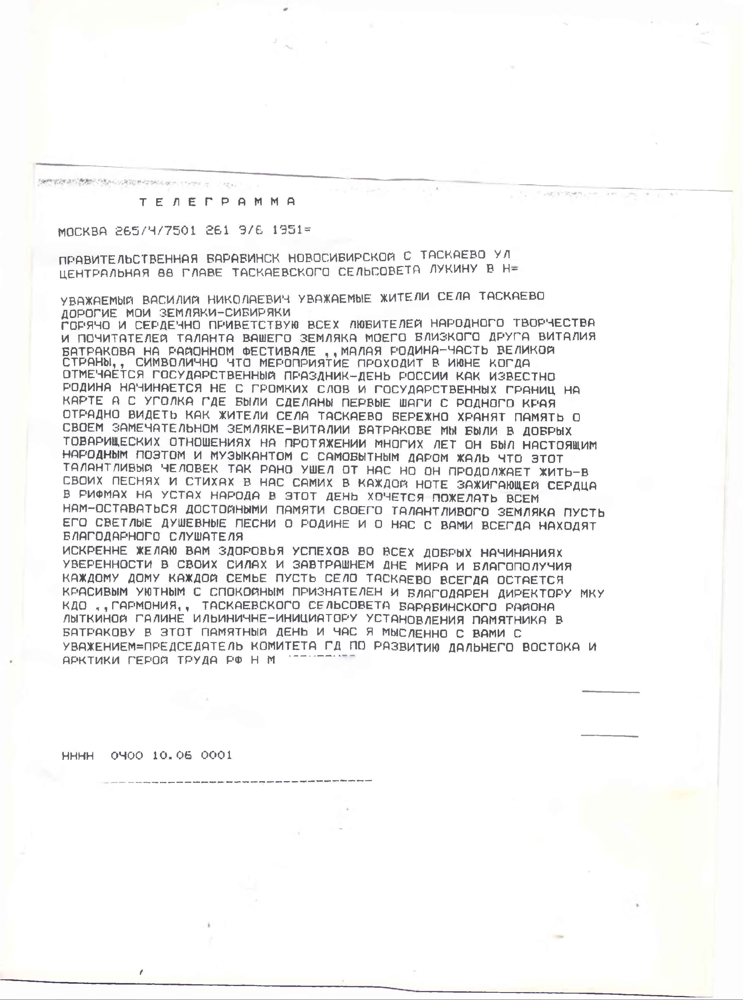 ТЕЛЕГРАММА
МОСКВА 265/Ч/7501 261 9/6 1951=
ПРАВИТЕЛЬСТВЕННАЯ БАРАБИНСК НОВОСИБИРСКОЙ С ТАСКАЕВО УЛ
ЦЕНТРАЛЬНАЯ 88 ГЛАВЕ ТАСКАЕВСКОГО СЕЛЬСОВЕТА ЛУКИНУ В Н=
УВАЖАЕМЫЙ ВАСИЛИЙ НИКОЛАЕВИЧ УВАЖАЕМЫЕ ЖИТЕЛИ СЕЛА ТАСКАЕВО
ДОРОГИЕ МОИ ЗЕМЛЯКИ-СИБИРЯКИ
ГОРЯЧО И СЕРДЕЧНО ПРИВЕТСТВУЮ ВСЕХ ЛЮБИТЕЛЕЙ НАРОДНОГО ТВОРЧЕСТВА
И ПОЧИТАТЕЛЕЙ ТАЛАНТА ВАШЕГО ЗЕМЛЯКА МОЕГО БЛИЗКОГО ДРУГА ВИТАЛИЯ
БАТРАКОВА НА РАЙОННОМ ФЕСТИВАЛЕ ,,МАЛАЯ РОДИНА-ЧАСТЬ ВЕЛИКОЙ
СТРАНЫ,, СИМВОЛИЧНО ЧТО МЕРОПРИЯТИЕ ПРОХОДИТ В ИЮНЕ КОГДА
ОТМЕЧАЕТСЯ ГОСУДАРСТВЕННЫЙ ПРАЗДНИК-ДЕНЬ РОССИИ КАК ИЗВЕСТНО
РОДИНА НАЧИНАЕТСЯ НЕ С ГРОМКИХ СЛОВ И ГОСУДАРСТВЕННЫХ ГРАНИЦ НА
КАРТЕ А С УГОЛКА ГДЕ БЫЛИ СДЕЛАНЫ ПЕРВЫЕ ШАГИ С РОДНОГО КРАЯ
ОТРАДНО ВИДЕТЬ КАК ЖИТЕЛИ СЕЛА ТАСКАЕВО БЕРЕЖНО ХРАНЯТ ПАМЯТЬ О
СВОЕМ ЗАМЕЧАТЕЛЬНОМ ЗЕМЛЯКЕ-ВИТАЛИИ БАТРАКОВЕ МЫ БЫЛИ В ДОБРЫХ
ТОВАРИЩЕСКИХ ОТНОШЕНИЯХ НА ПРОТЯЖЕНИИ МНОГИХ ЛЕТ ОН БЫЛ НАСТОЯЩИМ
НАРОДНЫМ ПОЭТОМ И МУЗЫКАНТОМ С САМОБЫТНЫМ ДАРОМ ЖАЛЬ ЧТО ЭТОТ
ТАЛАНТЛИВЫЙ ЧЕЛОВЕК ТАК РАНО УШЕЛ ОТ НАС НО ОН ПРОДОЛЖАЕТ ЖИТЬ-В
СВОИХ ПЕСНЯХ И СТИХАХ В НАС САМИХ В КАЖДОЙ НОТЕ ЗАЖИГАЮЩЕЙ СЕРДЦА
В РИФМАХ НА УСТАХ НАРОДА В ЭТОТ ДЕНЬ ХОЧЕТСЯ ПОЖЕЛАТЬ ВСЕМ
НАМ-ОСТАВАТЬСЯ ДОСТОЙНЫМИ ПАМЯТИ СВОЕГО ТАЛАНТЛИВОГО ЗЕМЛЯКА ПУСТЬ
ЕГО СВЕТЛЫЕ ДУШЕВНЫЕ ПЕСНИ О РОДИНЕ И О НАС С ВАМИ ВСЕГДА НАХОДЯТ
БЛАГОДАРНОГО СЛУШАТЕЛЯ
ИСКРЕННЕ ЖЕЛАЮ ВАМ ЗДОРОВЬЯ УСПЕХОВ ВО ВСЕХ ДОБРЫХ НАЧИНАНИЯХ
УВЕРЕННОСТИ В СВОИХ СИЛАХ И ЗАВТРАШНЕМ ДНЕ МИРА И БЛАГОПОЛУЧИЯ
КАЖДОМУ ДОМУ КАЖДОЙ СЕМЬЕ ПУСТЬ СЕЛО ТАСКАЕВО ВСЕГДА ОСТАЕТСЯ
КРАСИВЫМ УЮТНЫМ С СПОКОЙНЫМ ПРИЗНАТЕЛЕН И БЛАГОДАРЕН ДИРЕКТОРУ МКУ
КДО ,,ГАРМОНИЯ,, ТАСКАЕВСКОГО СЕЛЬСОВЕТА БАРАБИНСКОГО РАЙОНА
ЛЫТКИНОЙ ГАЛИНЕ ИЛЬИНИЧНЕ-ИНИЦИАТОРУ УСТАНОВЛЕНИЯ ПАМЯТНИКА В
БАТРАКОВУ В ЭТОТ ПАМЯТНЫЙ ДЕНЬ И ЧАС Я МЫСЛЕННО С ВАМИ С
УВАЖЕНИЕМ=ПРЕДСЕДАТЕЛЬ КОМИТЕТА ГД ПО РАЗВИТИЮ ДАЛЬНЕГО ВОСТОКА И
АРКТИКИ ГЕРОЙ ТРУДА РФ Н М
НННН 0Ч00 10.06 0001